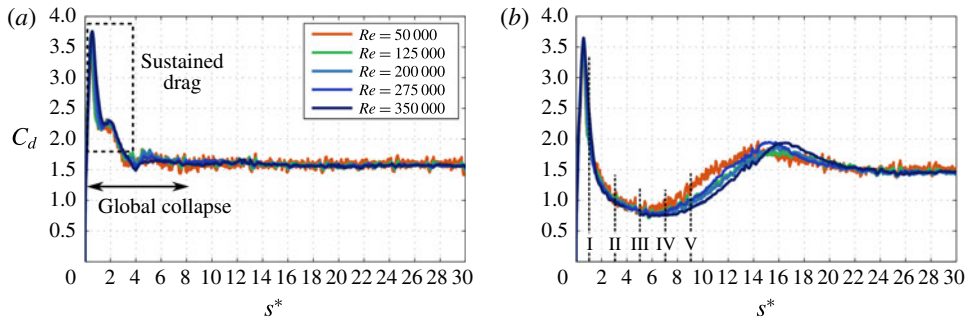 (a)
4.0
3.5
3.0
2.5
2.0
1.5
1.0
0.5
C_d
Sustained
drag
Global collapse
Re = 50 000
Re = 125 000
Re = 200 000
Re = 275 000
Re = 350 000
0 2 4 6 8 10 12 14 16 18 20 22 24 26 28 30
s*
(b)
4.0
3.5
3.0
2.5
2.0
1.5
1.0
0.5
I II III IV V
0 2 4 6 8 10 12 14 16 18 20 22 24 26 28 30
s*